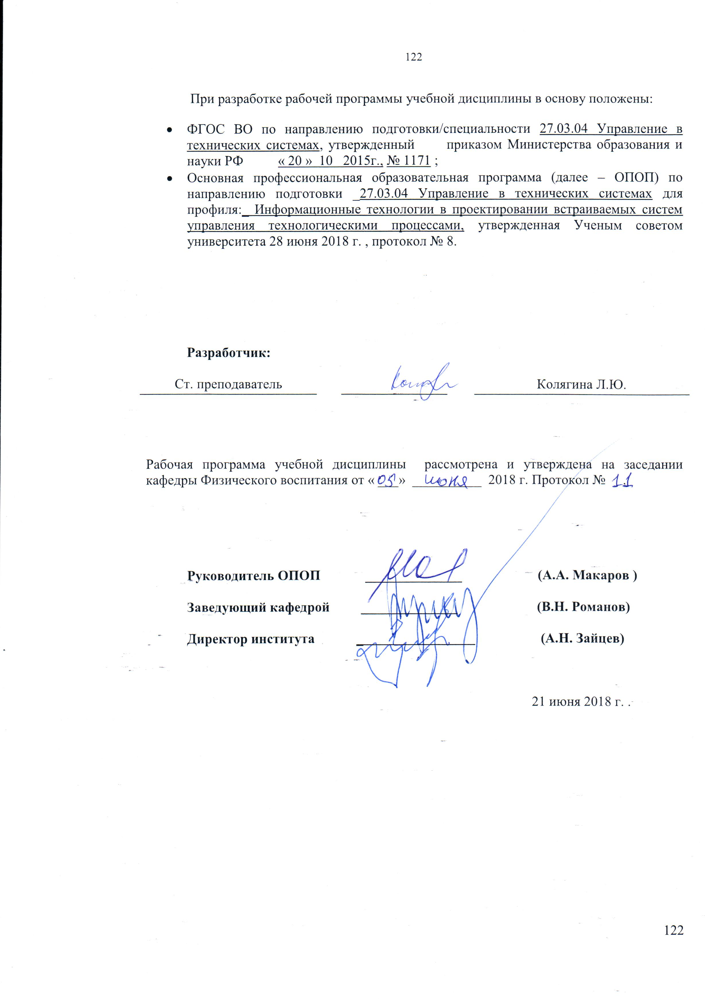 122
При разработке рабочей программы учебной дисциплины в основу положены:
• ФГОС ВО по направлению подготовки/специальности 27.03.04 Управление в
технических системах, утвержденный приказом Министерства образования и
науки РФ « 20 » 10 2015г., № 1171 ;
• Основная профессиональная образовательная программа (далее – ОПОП) по
направлению подготовки _27.03.04 Управление в технических системах для
профиля:_ Информационные технологии в проектировании встраиваемых систем
управления технологическими процессами, утвержденная Ученым советом
университета 28 июня 2018 г. , протокол № 8.
Разработчик:
Ст. преподаватель Колягина Л.Ю.
Рабочая программа учебной дисциплины рассмотрена и утверждена на заседании
кафедры Физического воспитания от « 05 » июня 2018 г. Протокол № 11
Руководитель ОПОП (А.А. Макаров )
Заведующий кафедрой (В.Н. Романов)
Директор института (А.Н. Зайцев)
21 июня 2018 г. .
122